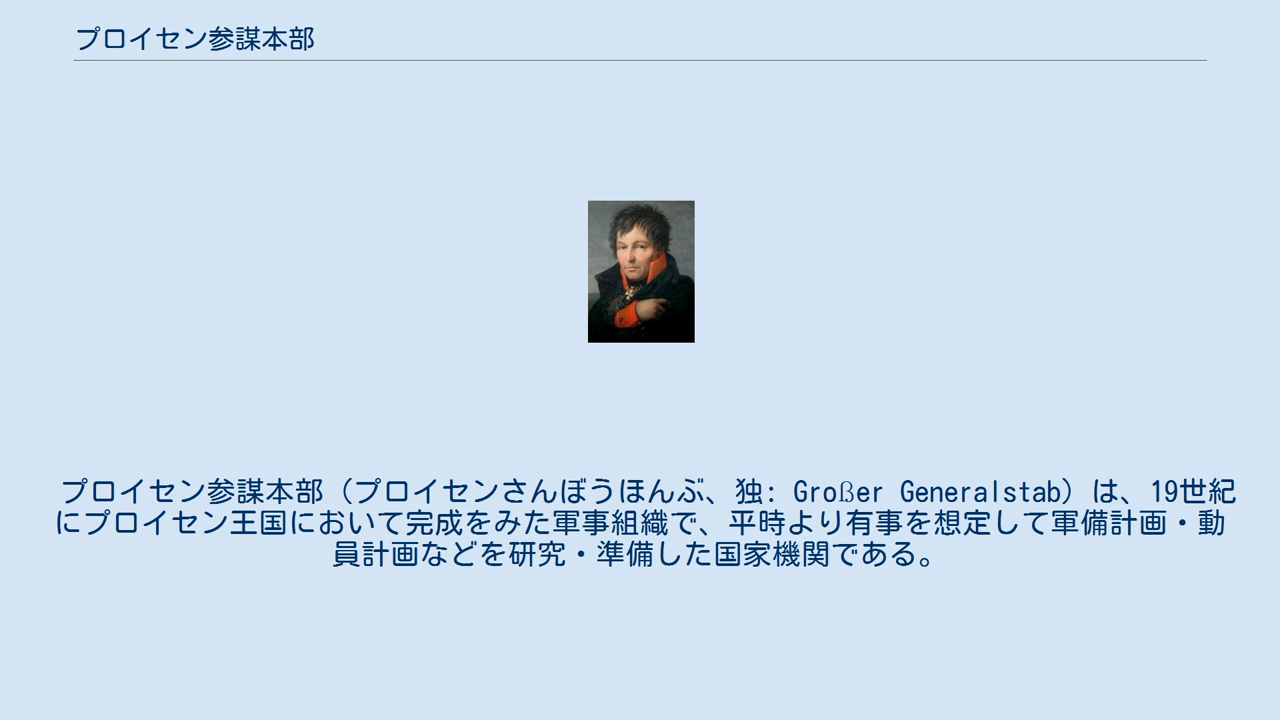 プロイセン参謀本部
プロイセン参謀本部（プロイセンさんぼうほんぶ、独: Großer Generalstab）は、19世紀
にプロイセン王国において完成をみた軍事組織で、平時より有事を想定して軍備計画・動
員計画などを研究・準備した国家機関である。